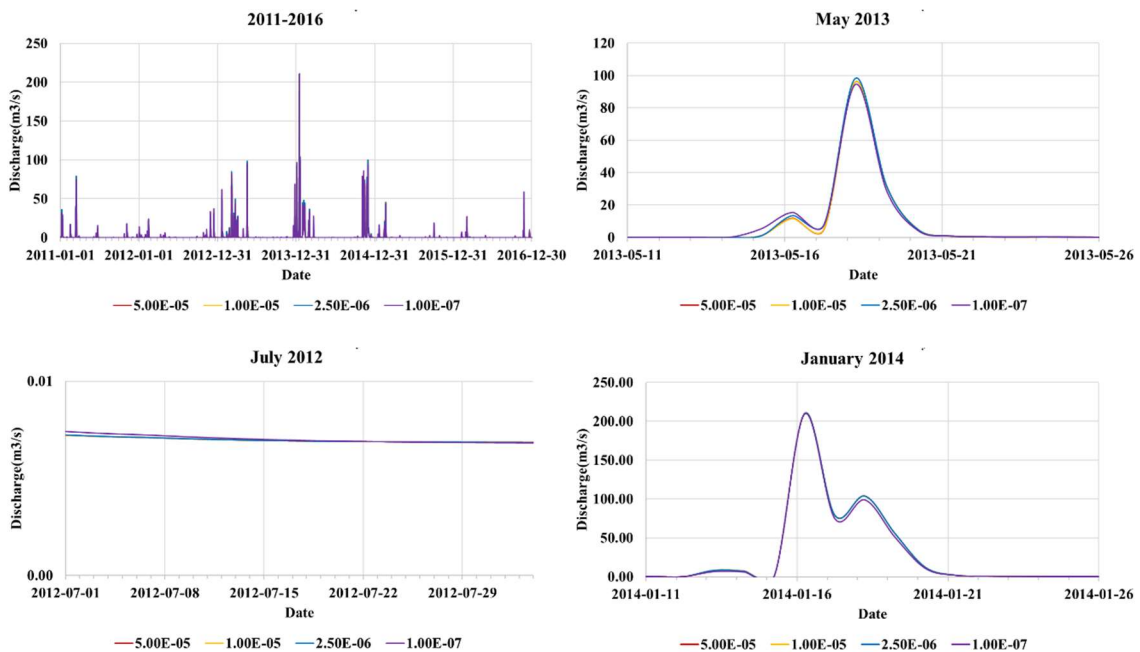 2011-2016
250
200
150
100
50
0
Discharge(m3/s)
2011-01-01 2012-01-01 2012-12-31 2013-12-31 2014-12-31 2015-12-31 2016-12-30
Date
5.00E-05 1.00E-05 2.50E-06 1.00E-07
May 2013
120
100
80
60
40
20
0
Discharge(m3/s)
2013-05-11 2013-05-16 2013-05-21 2013-05-26
Date
5.00E-05 1.00E-05 2.50E-06 1.00E-07
July 2012
0.01
0.00
Discharge(m3/s)
2012-07-01 2012-07-08 2012-07-15 2012-07-22 2012-07-29
Date
5.00E-05 1.00E-05 2.50E-06 1.00E-07
January 2014
250.00
200.00
150.00
100.00
50.00
0.00
Discharge(m3/s)
2014-01-11 2014-01-16 2014-01-21 2014-01-26
Date
5.00E-05 1.00E-05 2.50E-06 1.00E-07